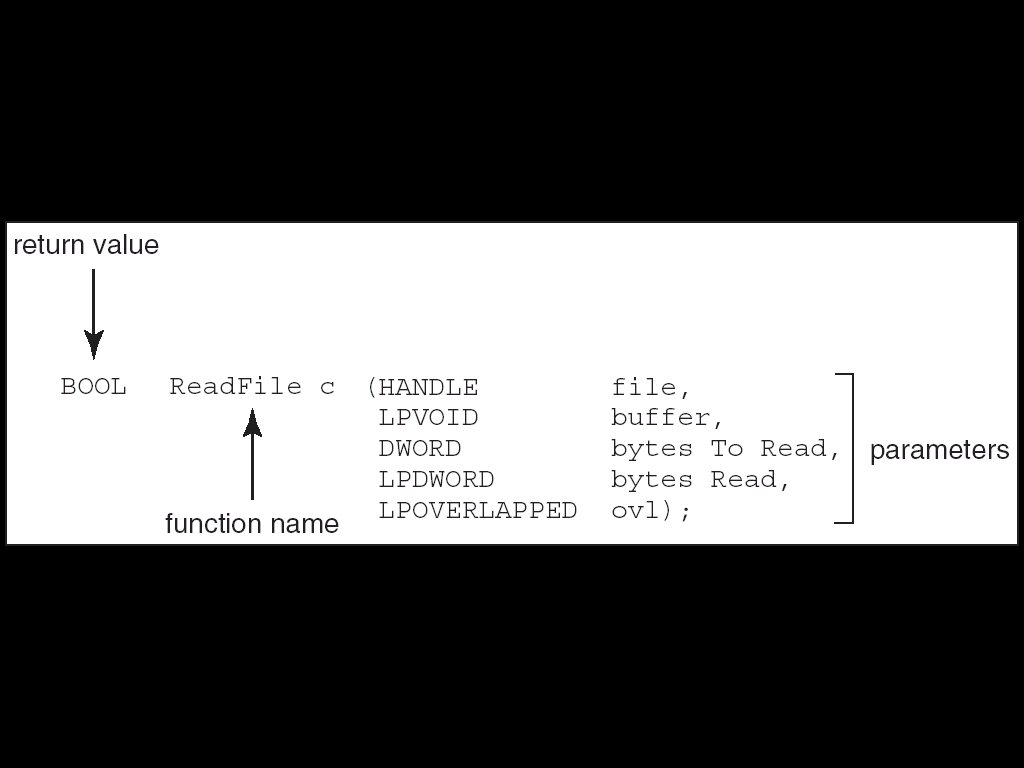 return value
BOOL ReadFile c (HANDLE file,
LPVOID buffer,
DWORD bytes To Read,
LPDWORD bytes Read,
LPOVERLAPPED ovl);
parameters
function name